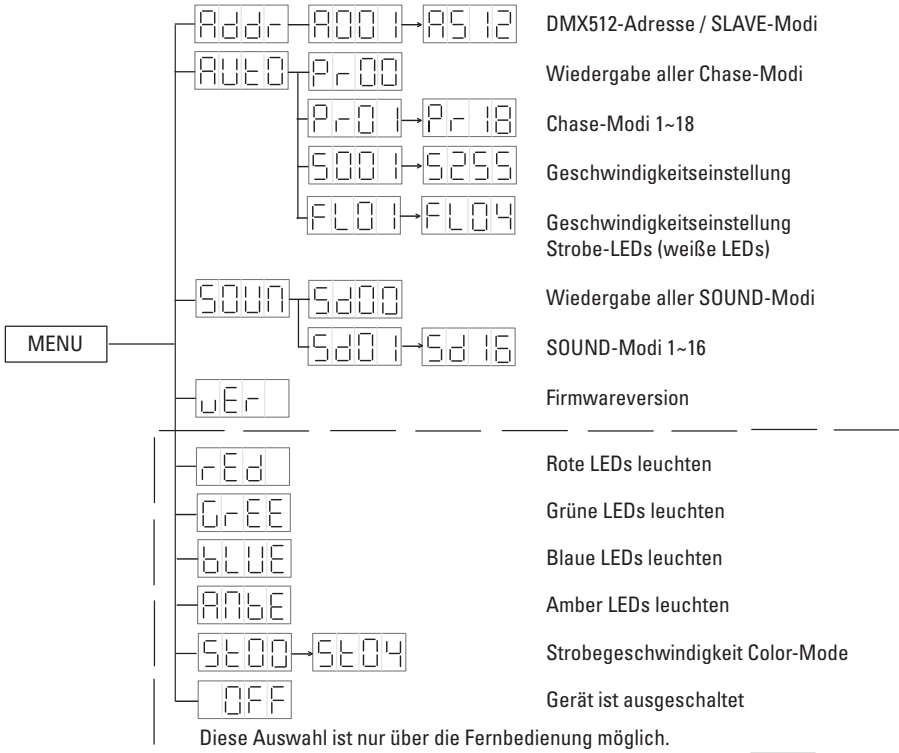 Addr A001 AS12 DMX512-Adresse / SLAVE-Modi
AUtO Pr00 Wiedergabe aller Chase-Modi
Pr01 Pr18 Chase-Modi 1~18
S001 S255 Geschwindigkeitseinstellung
FL01 FL04 Geschwindigkeitseinstellung
Strobe-LEDs (weiße LEDs)
SOUN Sd00 Wiedergabe aller SOUND-Modi
MENU
Sd01 Sd16 SOUND-Modi 1~16
vEr Firmwareversion
rEd Rote LEDs leuchten
GrEE Grüne LEDs leuchten
bLUE Blaue LEDs leuchten
AMbE Amber LEDs leuchten
St00 St04 Strobegeschwindigkeit Color-Mode
OFF Gerät ist ausgeschaltet
Diese Auswahl ist nur über die Fernbedienung möglich.